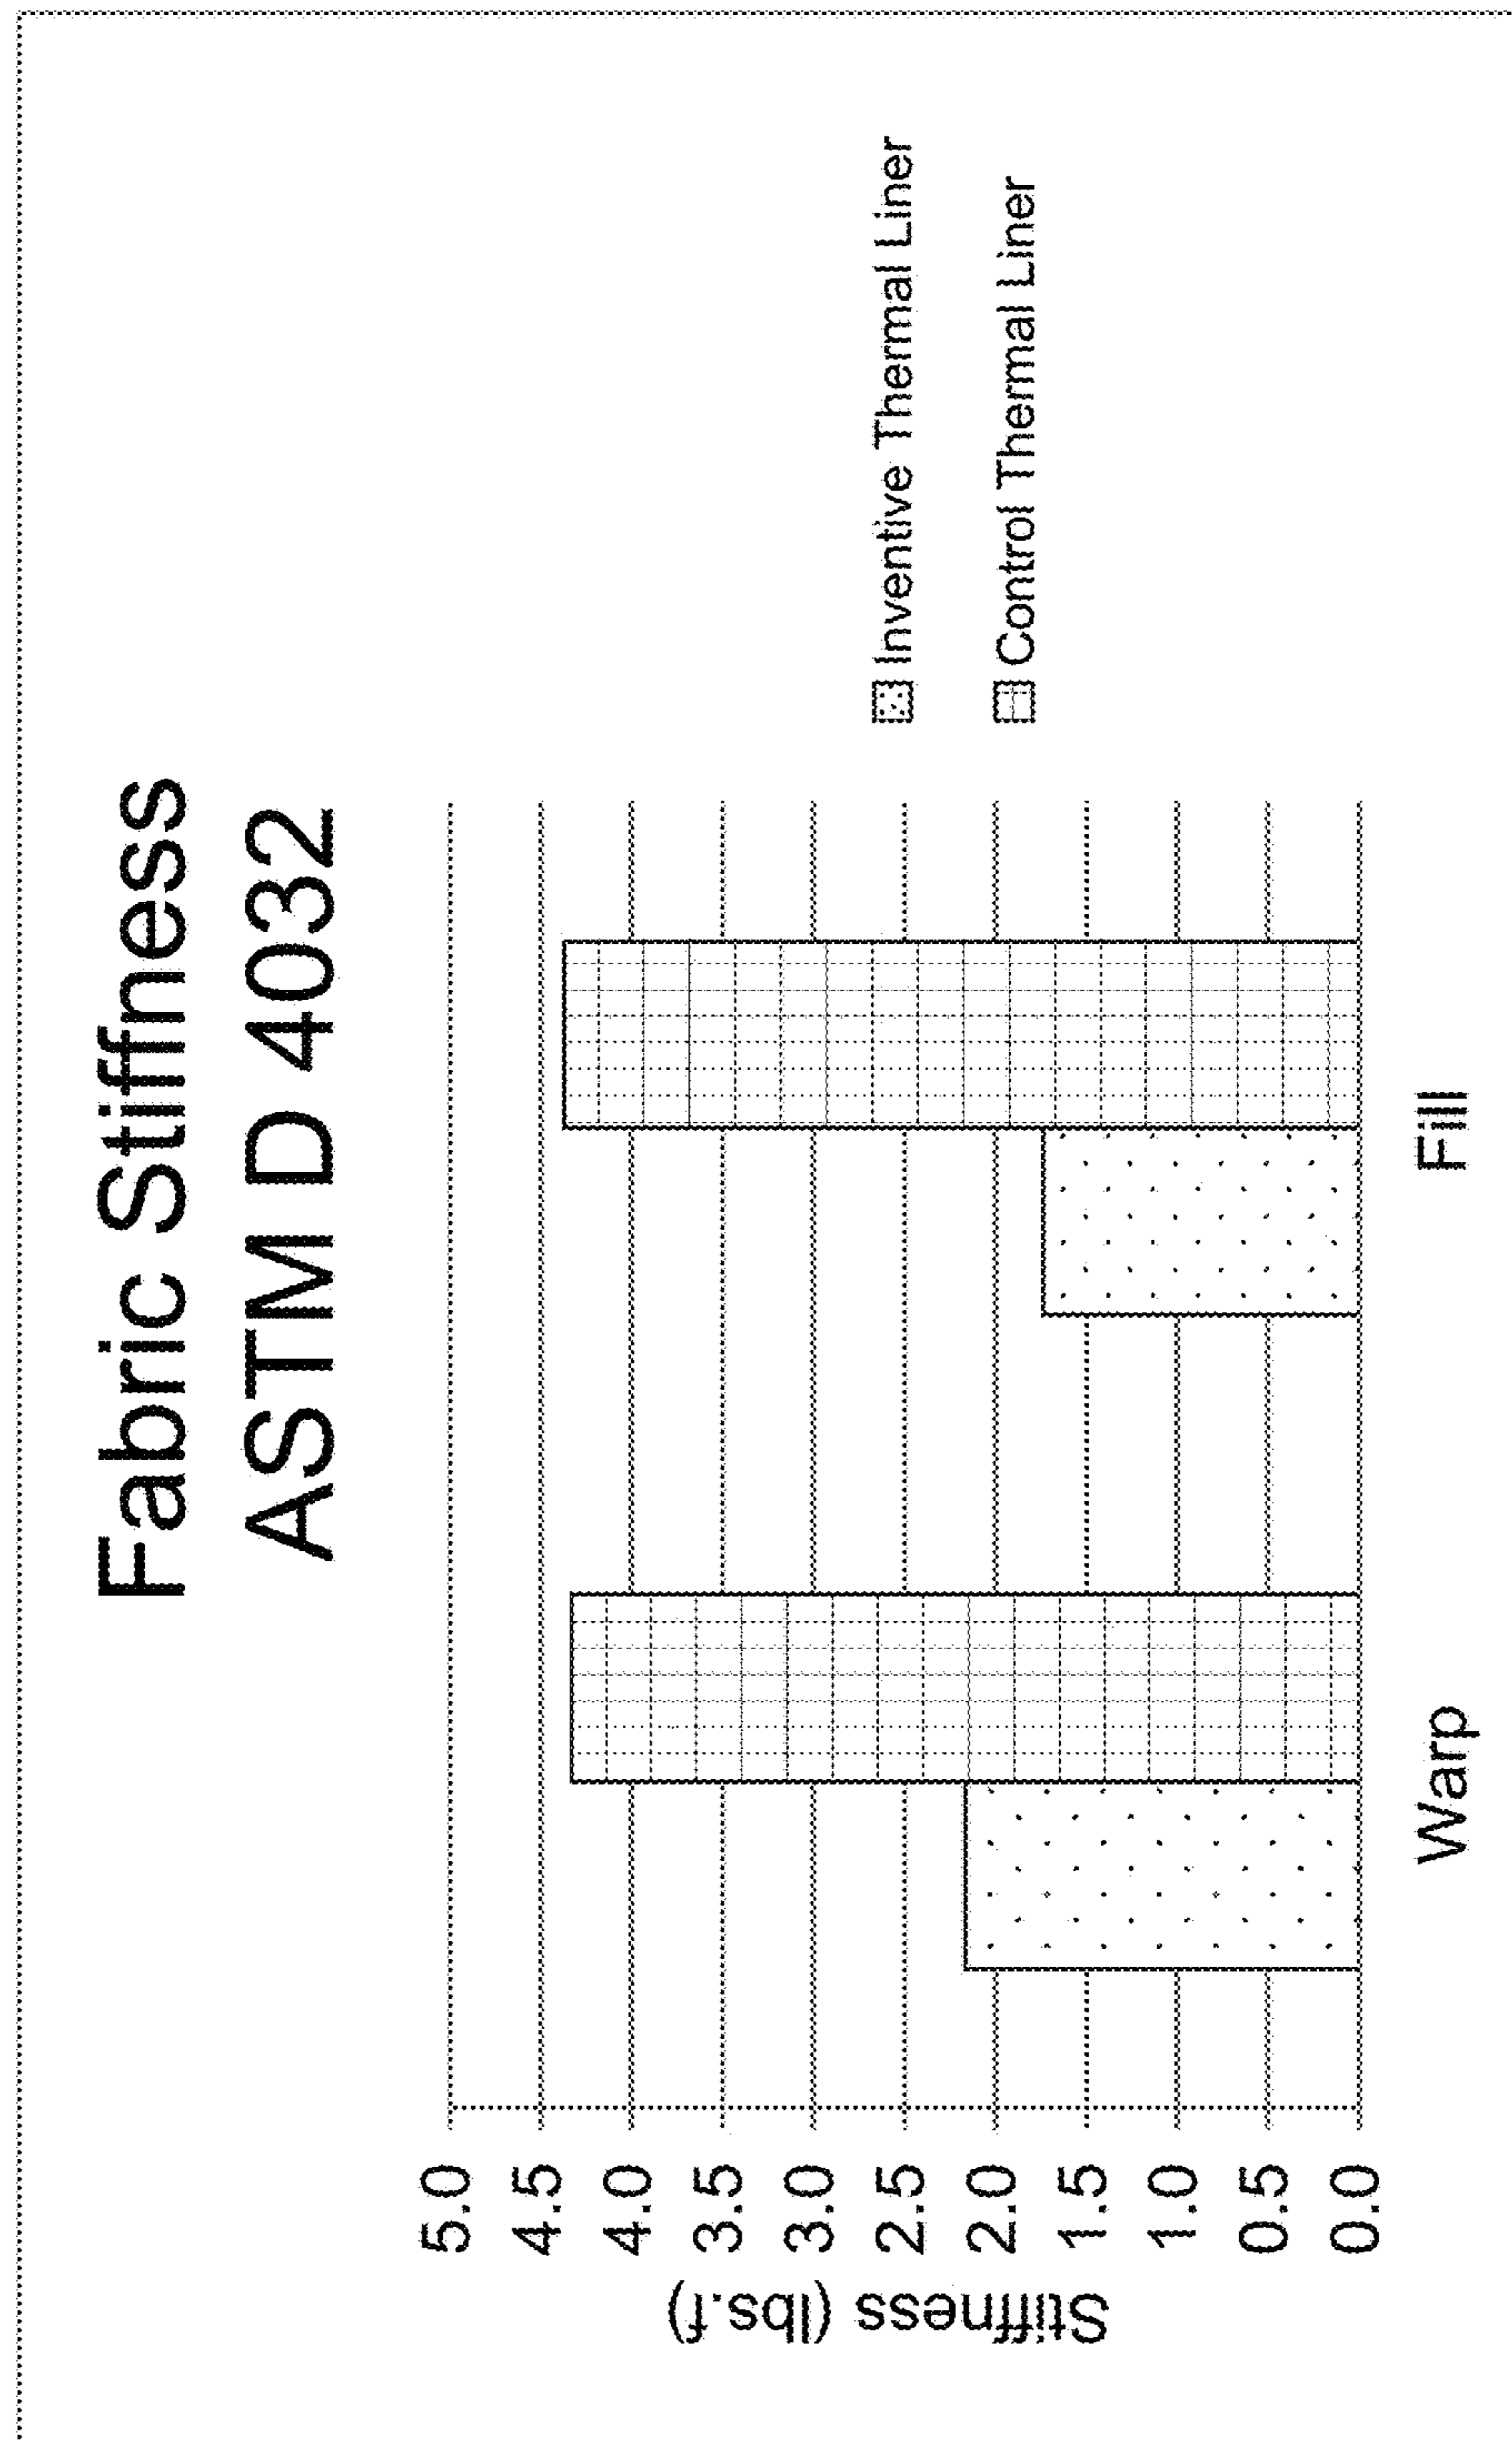 Fabric Stiffness
ASTM D 4032
Stiffness (lbs.f)
5.0
4.5
4.0
3.5
3.0
2.5
2.0
1.5
1.0
0.5
0.0
Warp
Fill
Inventive Thermal Liner
Control Thermal Liner